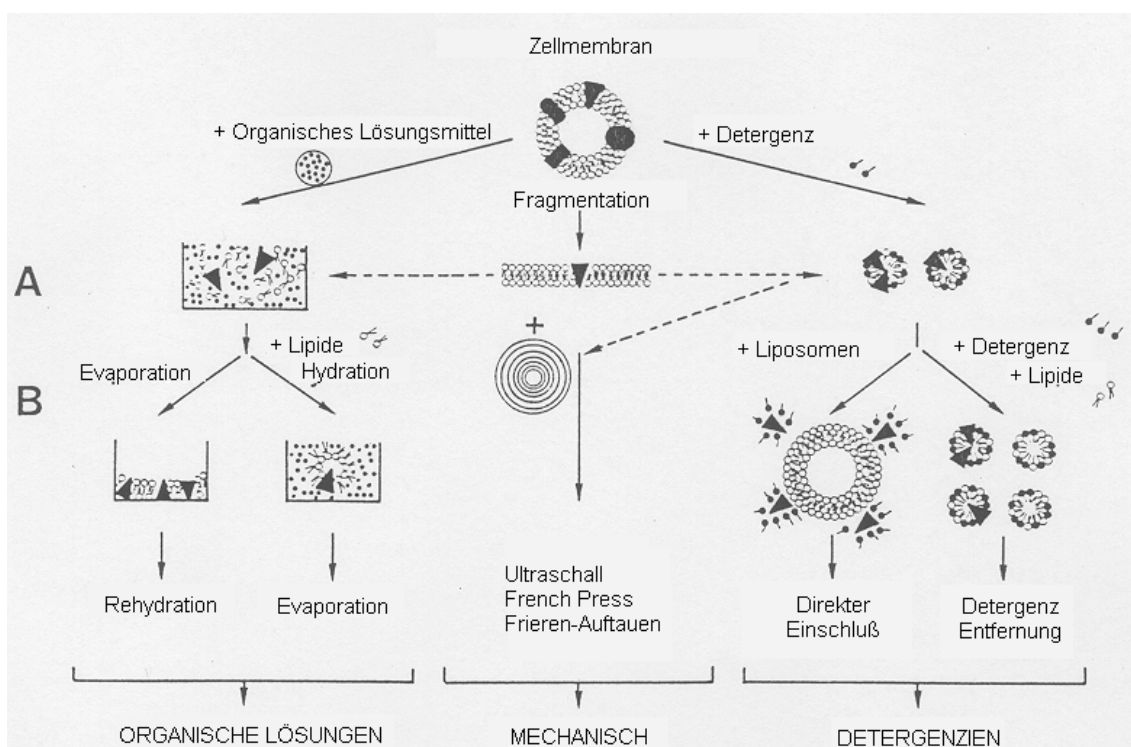 Zellmembran
+ Organisches Lösungsmittel
+ Detergenz
Fragmentation
A
+
+ Lipide
Hydration
Evaporation
+ Liposomen
+ Detergenz
+ Lipide
B
Rehydration
Evaporation
Ultraschall
French Press
Frieren-Auftauen
Direkter
Einschluß
Detergenz
Entfernung
ORGANISCHE LÖSUNGEN
MECHANISCH
DETERGENZIEN